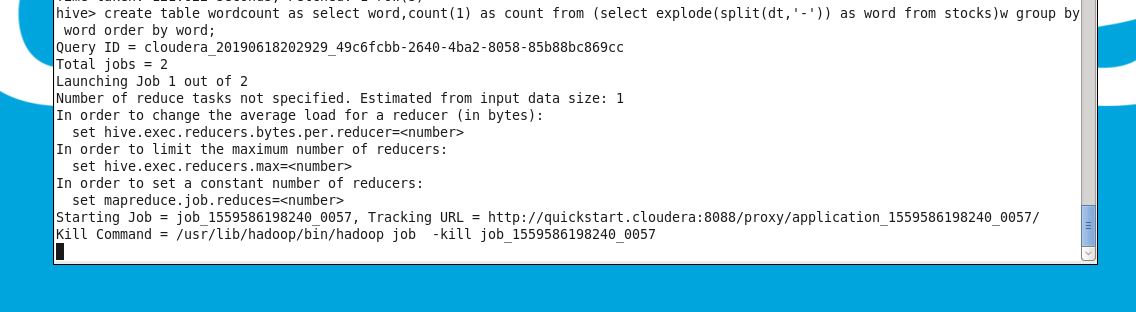 hive> create table wordcount as select word,count(1) as count from (select explode(split(dt,'-')) as word from stocks)w group by
word order by word;
Query ID = cloudera_20190618202929_49c6fcbb-2640-4ba2-8058-85b88bc869cc
Total jobs = 2
Launching Job 1 out of 2
Number of reduce tasks not specified. Estimated from input data size: 1
In order to change the average load for a reducer (in bytes):
  set hive.exec.reducers.bytes.per.reducer=<number>
In order to limit the maximum number of reducers:
  set hive.exec.reducers.max=<number>
In order to set a constant number of reducers:
  set mapreduce.job.reduces=<number>
Starting Job = job_1559586198240_0057, Tracking URL = http://quickstart.cloudera:8088/proxy/application_1559586198240_0057/
Kill Command = /usr/lib/hadoop/bin/hadoop job  -kill job_1559586198240_0057